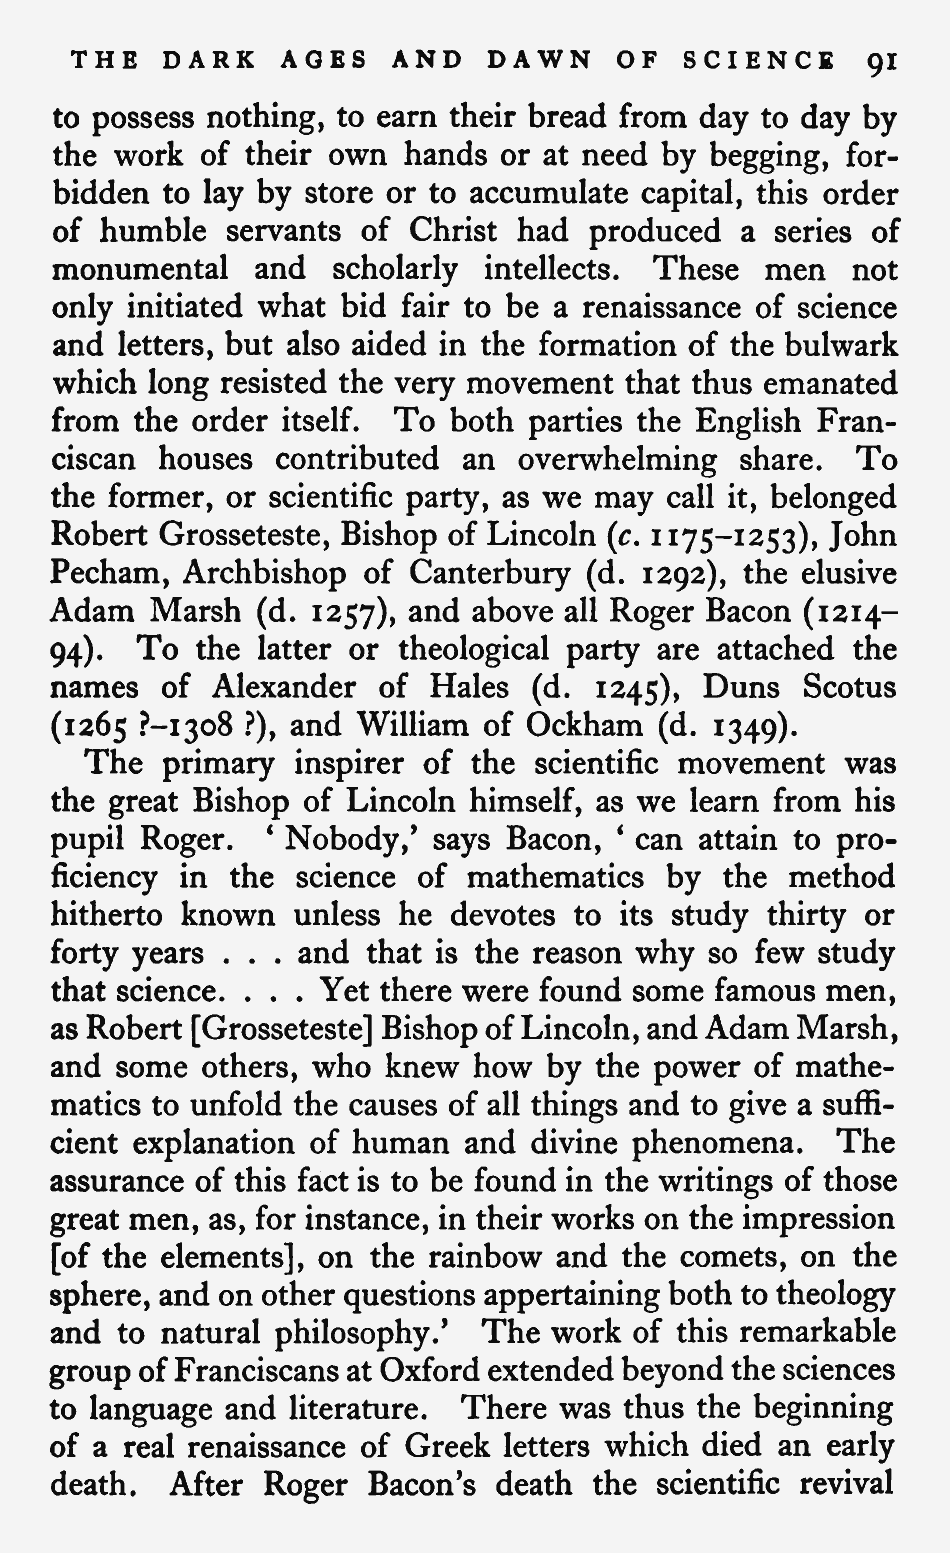 THE DARK AGES AND DAWN OF SCIENCE 91
to possess nothing, to earn their bread from day to day by
the work of their own hands or at need by begging, for-
bidden to lay by store or to accumulate capital, this order
of humble servants of Christ had produced a series of
monumental and scholarly intellects. These men not
only initiated what bid fair to be a renaissance of science
and letters, but also aided in the formation of the bulwark
which long resisted the very movement that thus emanated
from the order itself. To both parties the English Fran-
ciscan houses contributed an overwhelming share. To
the former, or scientific party, as we may call it, belonged
Robert Grosseteste, Bishop of Lincoln (c. 1175–1253), John
Pecham, Archbishop of Canterbury (d. 1292), the elusive
Adam Marsh (d. 1257), and above all Roger Bacon (1214–
94). To the latter or theological party are attached the
names of Alexander of Hales (d. 1245), Duns Scotus
(1265 ?–1308 ?), and William of Ockham (d. 1349).
The primary inspirer of the scientific movement was
the great Bishop of Lincoln himself, as we learn from his
pupil Roger. ‘ Nobody,’ says Bacon, ‘ can attain to pro-
ficiency in the science of mathematics by the method
hitherto known unless he devotes to its study thirty or
forty years . . . and that is the reason why so few study
that science. . . . Yet there were found some famous men,
as Robert [Grosseteste] Bishop of Lincoln, and Adam Marsh,
and some others, who knew how by the power of mathe-
matics to unfold the causes of all things and to give a suffi-
cient explanation of human and divine phenomena. The
assurance of this fact is to be found in the writings of those
great men, as, for instance, in their works on the impression
[of the elements], on the rainbow and the comets, on the
sphere, and on other questions appertaining both to theology
and to natural philosophy.’ The work of this remarkable
group of Franciscans at Oxford extended beyond the sciences
to language and literature. There was thus the beginning
of a real renaissance of Greek letters which died an early
death. After Roger Bacon’s death the scientific revival